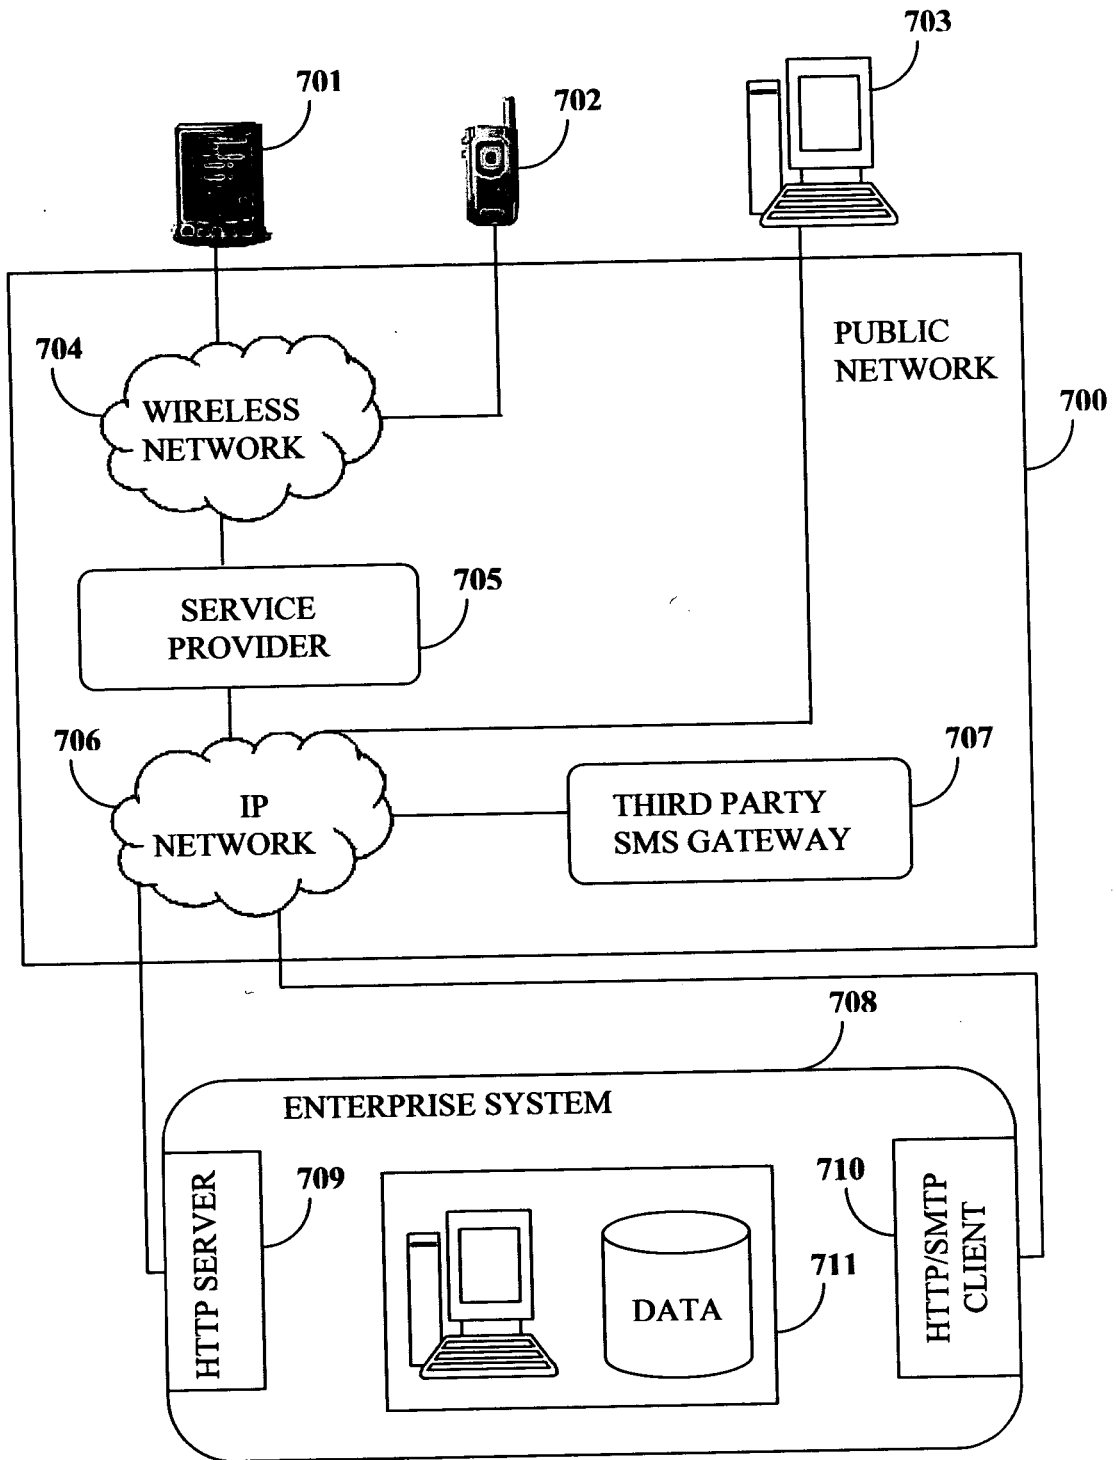 703
701
702
PUBLIC
NETWORK
704
700
WIRELESS
NETWORK
705
SERVICE
PROVIDER
706
707
IP
NETWORK
THIRD PARTY
SMS GATEWAY
708
ENTERPRISE SYSTEM
709
710
HTTP SERVER
HTTP/SMTP
CLIENT
711
DATA